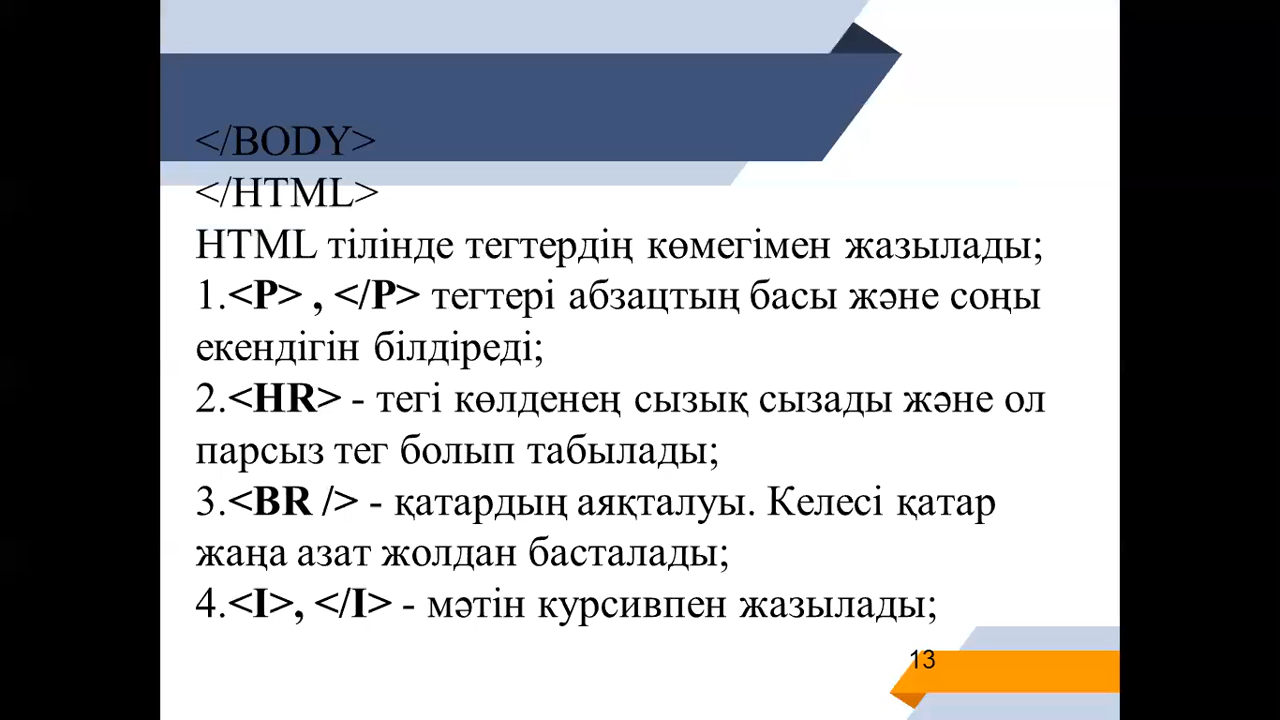 </BODY>
</HTML>
HTML тілінде тегтердің көмегімен жазылады;
1.<P> , </P> тегтері абзацтың басы және соңы
екендігін білдіреді;
2.<HR> - тегі көлденең сызық сызады және ол
парсыз тег болып табылады;
3.<BR /> - қатардың аяқталуы. Келесі қатар
жаңа азат жолдан басталады;
4.<I>, </I> - мәтін курсивпен жазылады;
13